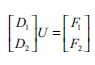 [D₁
D₂] U = [F₁
F₂]